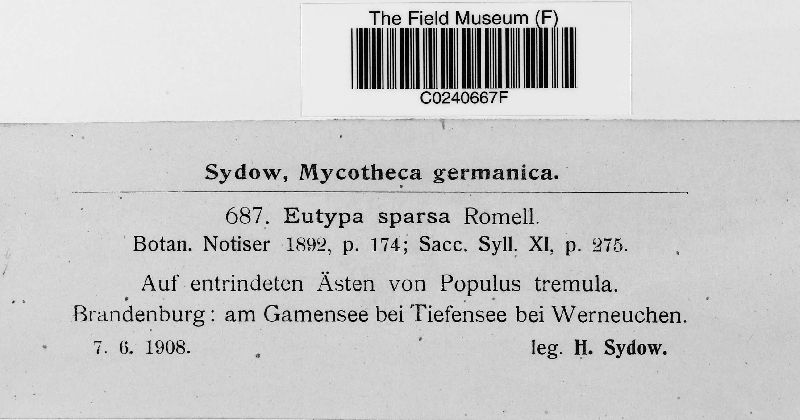 The Field Museum (F)
C0240667F
Sydow, Mycotheca germanica.
687. Eutypa sparsa Romell.
Botan. Notiser 1892, p. 174; Sacc. Syll. XI, p. 275.
Auf entrindeten Ästen von Populus tremula.
Brandenburg: am Gamensee bei Tiefensee bei Werneuchen.
7. 6. 1908. leg. H. Sydow.